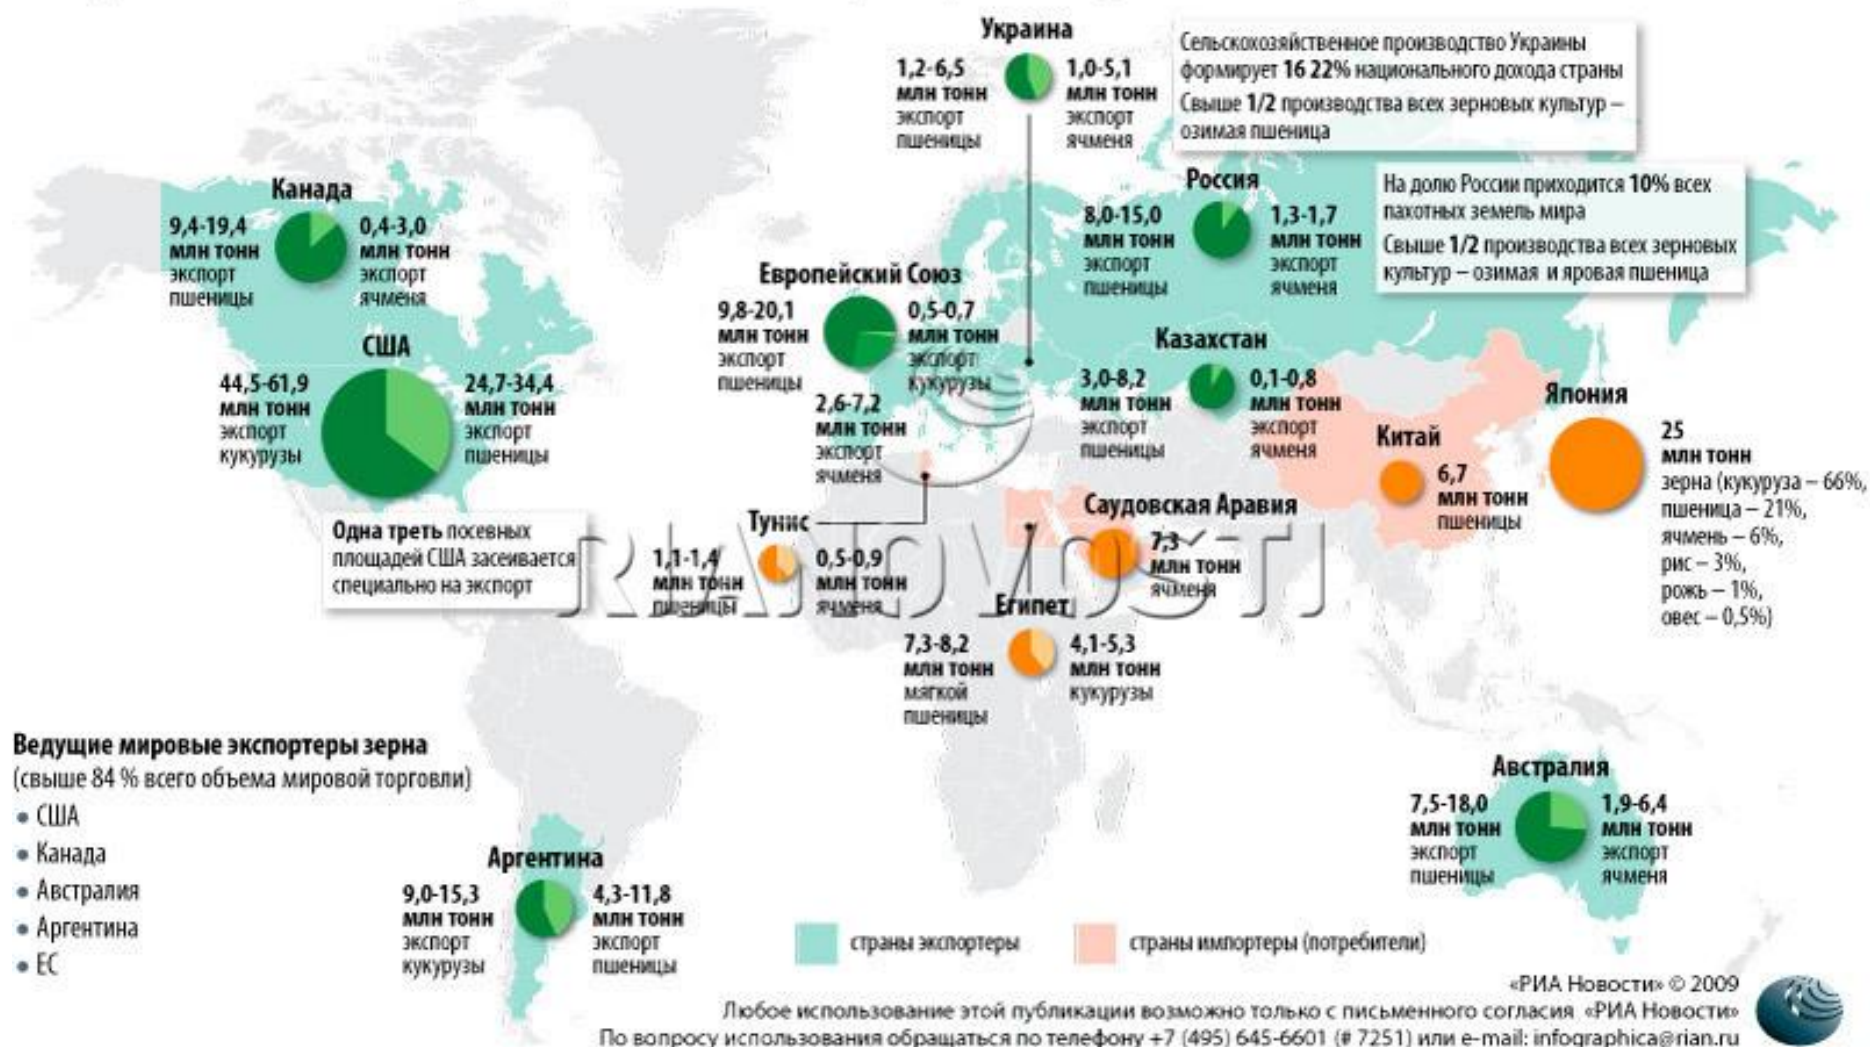 Украина
1,2-6,5
млн тонн
экспорт
пшеницы
1,0-5,1
млн тонн
экспорт
ячменя
Сельскохозяйственное производство Украины
формирует 16 22% национального дохода страны
Свыше 1/2 производства всех зерновых культур –
озимая пшеница
Канада
9,4-19,4
млн тонн
экспорт
пшеницы
0,4-3,0
млн тонн
экспорт
ячменя
Россия
8,0-15,0
млн тонн
экспорт
пшеницы
1,3-1,7
млн тонн
экспорт
ячменя
На долю России приходится 10% всех
пахотных земель мира
Свыше 1/2 производства всех зерновых
культур – озимая и яровая пшеница
Европейский Союз
9,8-20,1
млн тонн
экспорт
пшеницы
0,5-0,7
млн тонн
экспорт
кукурузы
2,6-7,2
млн тонн
экспорт
ячменя
США
44,5-61,9
млн тонн
экспорт
кукурузы
24,7-34,4
млн тонн
экспорт
пшеницы
Одна треть посевных
площадей США засеивается
специально на экспорт
Казахстан
3,0-8,2
млн тонн
экспорт
пшеницы
0,1-0,8
млн тонн
экспорт
ячменя
Китай
6,7
млн тонн
пшеницы
Япония
25
млн тонн
зерна (кукуруза – 66%,
пшеница – 21%,
ячмень – 6%,
рис – 3%,
рожь – 1%,
овес – 0,5%)
Саудовская Аравия
7,3
млн тонн
ячменя
Тунис
1,1-1,4
млн тонн
пшеницы
0,5-0,9
млн тонн
ячменя
RIANOVOSTI
Египет
7,3-8,2
млн тонн
мягкой
пшеницы
4,1-5,3
млн тонн
кукурузы
Ведущие мировые экспортеры зерна
(свыше 84 % всего объема мировой торговли)
• США
• Канада
• Австралия
• Аргентина
• ЕС
Аргентина
9,0-15,3
млн тонн
экспорт
кукурузы
4,3-11,8
млн тонн
экспорт
пшеницы
Австралия
7,5-18,0
млн тонн
экспорт
пшеницы
1,9-6,4
млн тонн
экспорт
ячменя
страны экспортеры
страны импортеры (потребители)
«РИА Новости» © 2009
Любое использование этой публикации возможно только с письменного согласия «РИА Новости»
По вопросу использования обращаться по телефону +7 (495) 645-6601 (# 7251) или e-mail: infographica@rian.ru